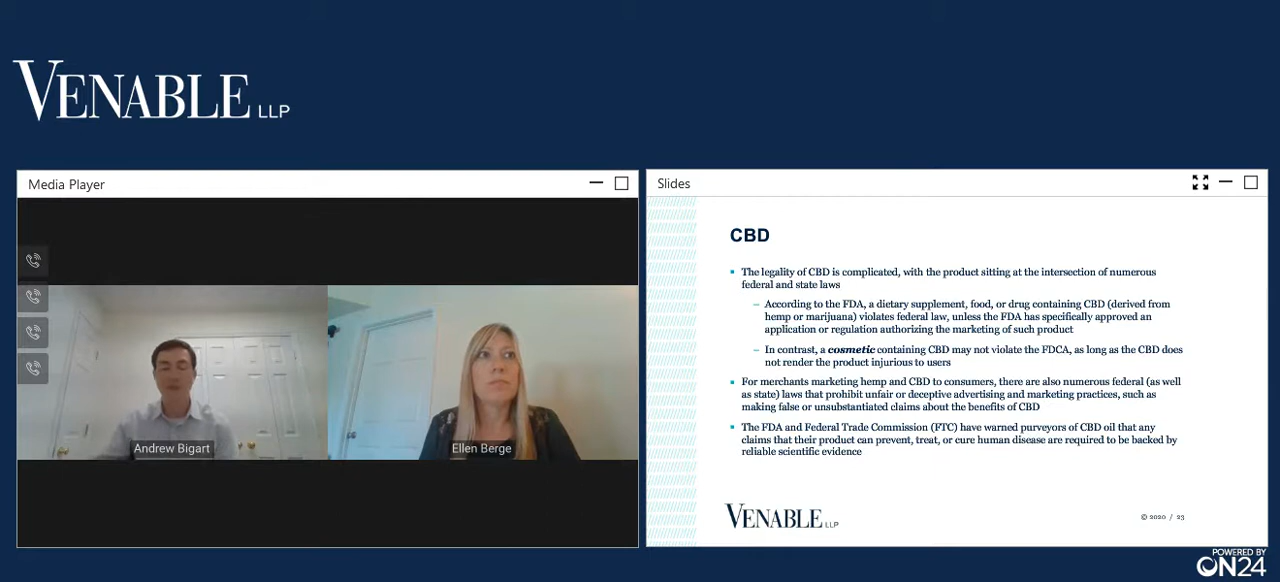 VENABLE LLP
Media Player
Andrew Bigart
Ellen Berge
Slides
CBD
The legality of CBD is complicated, with the product sitting at the intersection of numerous
federal and state laws
– According to the FDA, a dietary supplement, food, or drug containing CBD (derived from
hemp or marijuana) violates federal law, unless the FDA has specifically approved an
application or regulation authorizing the marketing of such product
– In contrast, a cosmetic containing CBD may not violate the FDCA, as long as the CBD does
not render the product injurious to users
For merchants marketing hemp and CBD to consumers, there are also numerous federal (as well
as state) laws that prohibit unfair or deceptive advertising and marketing practices, such as
making false or unsubstantiated claims about the benefits of CBD
The FDA and Federal Trade Commission (FTC) have warned purveyors of CBD oil that any
claims that their product can prevent, treat, or cure human disease are required to be backed by
reliable scientific evidence
VENABLE LLP
© 2020 / 23
POWERED BY
ON24